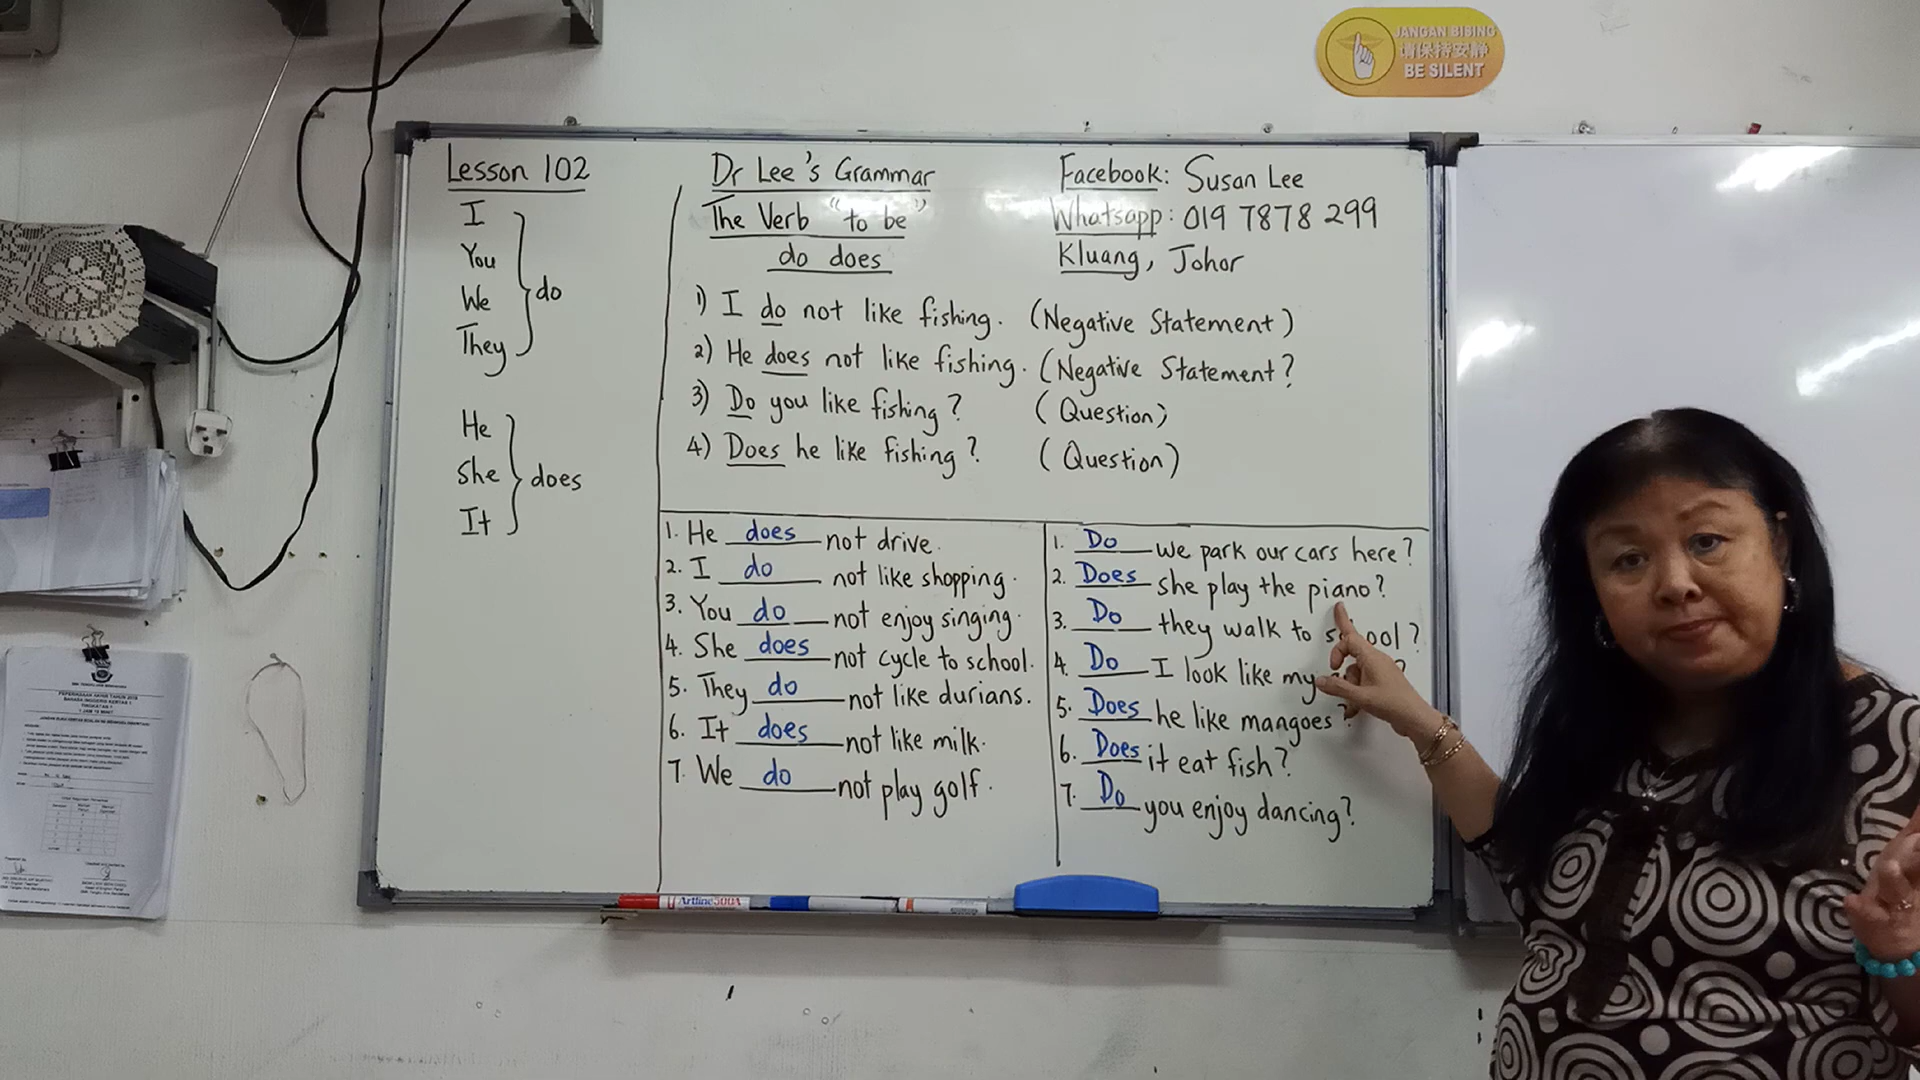 JANGAN BISING
请保持安静
BE SILENT
Lesson 102
I
You
We
They
do
He
She
It
does
Dr Lee's Grammar
The Verb "to be"
do does
Facebook: Susan Lee
Whatsapp: 019 7878 299
Kluang, Johor
1) I do not like fishing. (Negative Statement)
2) He does not like fishing. (Negative Statement?
3) Do you like fishing? (Question)
4) Does he like fishing? (Question)
1. He does not drive.
2. I do not like shopping.
3. You do not enjoy singing.
4. She does not cycle to school.
5. They do not like durians.
6. It does not like milk.
7. We do not play golf.
1. Do we park our cars here?
2. Does she play the piano?
3. Do they walk to school?
4. Do I look like my ?
5. Does he like mangoes?
6. Does it eat fish?
7. Do you enjoy dancing?
Artline 500A